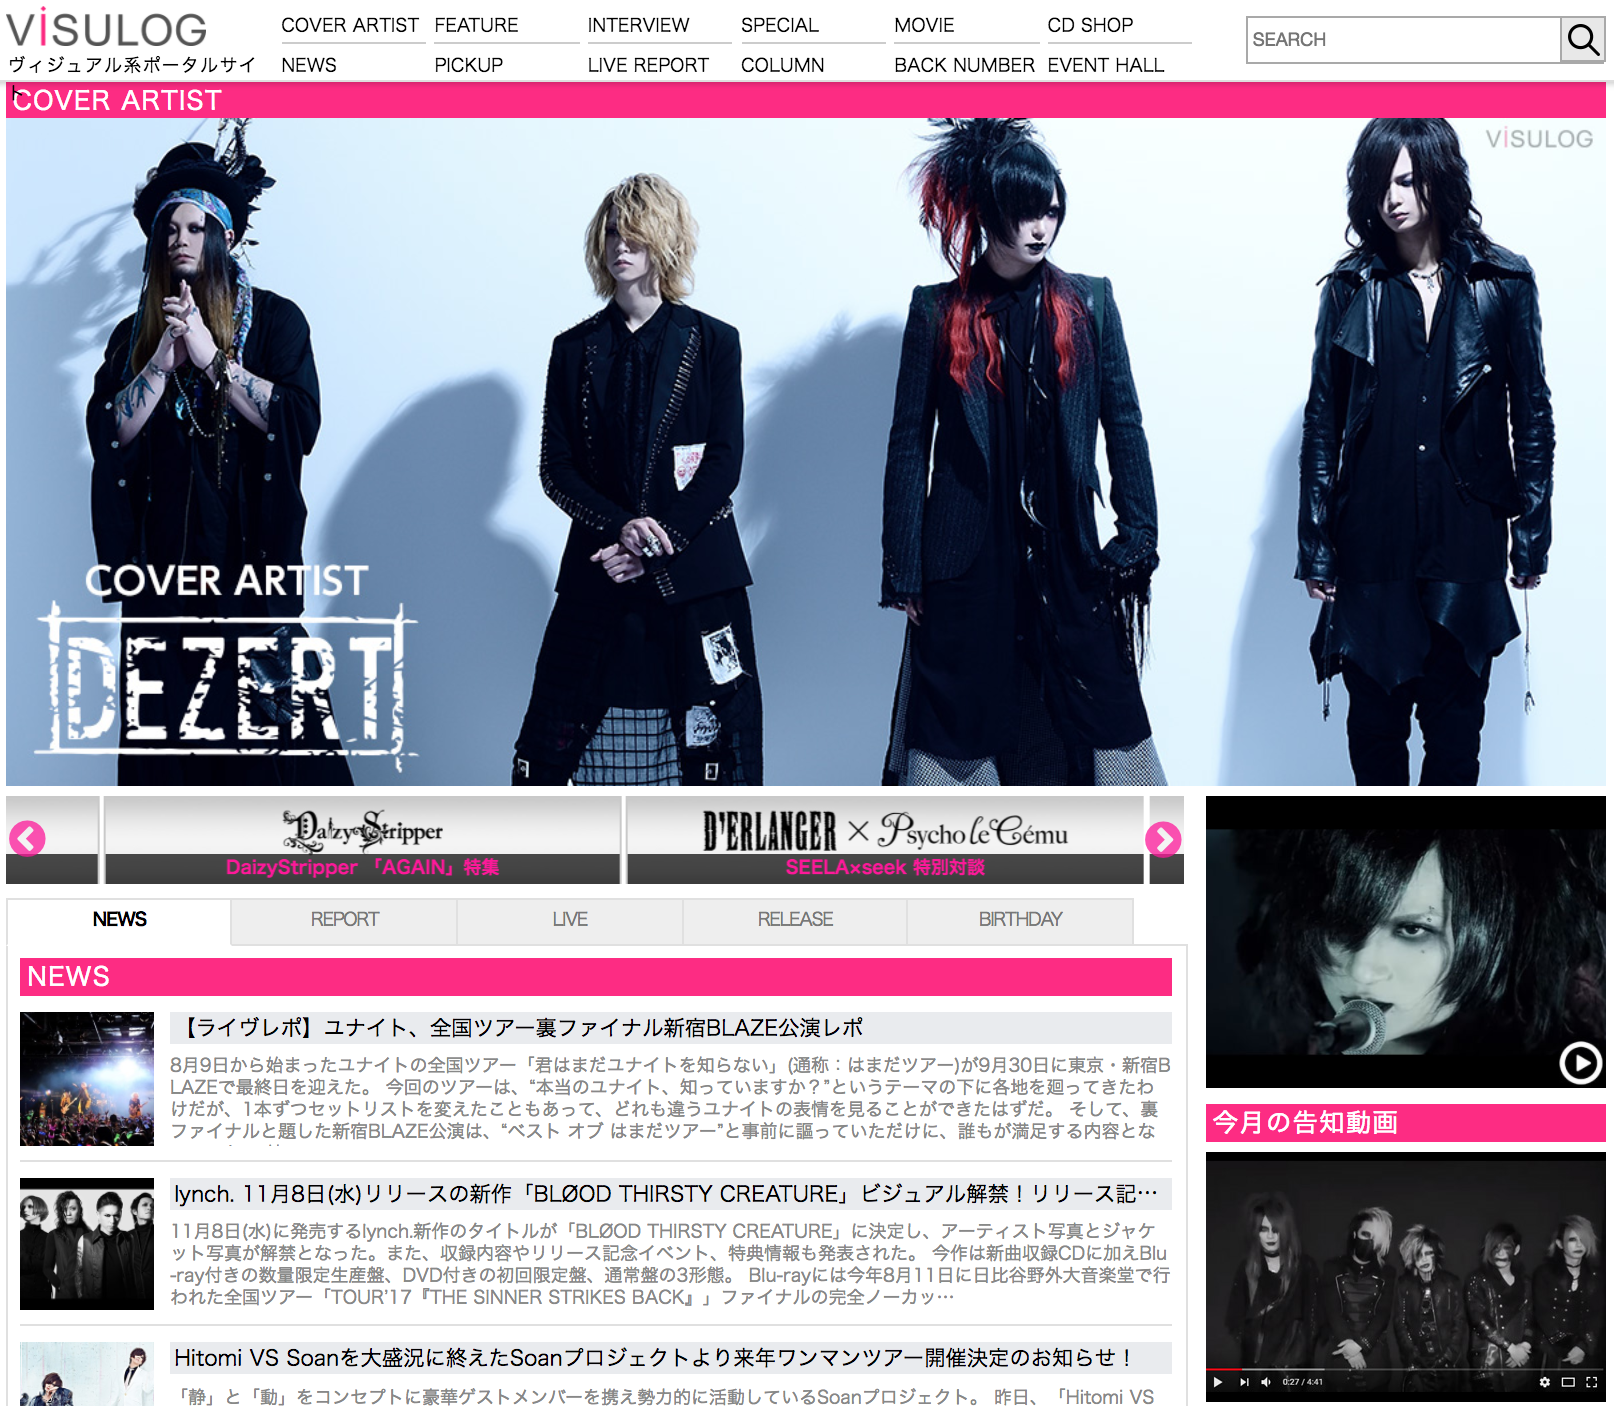 ViSULOG
ヴィジュアル系ポータルサイ
ト
COVER ARTIST FEATURE INTERVIEW SPECIAL MOVIE CD SHOP
NEWS PICKUP LIVE REPORT COLUMN BACK NUMBER EVENT HALL
SEARCH
COVER ARTIST
ViSULOG
COVER ARTIST
DEZERT
DaizyStripper
DaizyStripper 「AGAIN」特集
D'ERLANGER × Psycho le Cému
SEELA×seek 特別対談
NEWS REPORT LIVE RELEASE BIRTHDAY
NEWS
【ライヴレポ】ユナイト、全国ツアー裏ファイナル新宿BLAZE公演レポ
8月9日から始まったユナイトの全国ツアー「君はまだユナイトを知らない」(通称：はまだツアー)が9月30日に東京・新宿B
LAZEで最終日を迎えた。 今回のツアーは、“本当のユナイト、知っていますか？”というテーマの下に各地を廻ってきたわ
けだが、1本ずつセットリストを変えたこともあって、どれも違うユナイトの表情を見ることができたはずだ。 そして、裏
ファイナルと題した新宿BLAZE公演は、“ベスト オブ はまだツアー”と事前に謳っていただけに、誰もが満足する内容とな
lynch. 11月8日(水)リリースの新作「BLØOD THIRSTY CREATURE」ビジュアル解禁！リリース記…
11月8日(水)に発売するlynch.新作のタイトルが「BLØOD THIRSTY CREATURE」に決定し、アーティスト写真とジャケ
ット写真が解禁となった。また、収録内容やリリース記念イベント、特典情報も発表された。 今作は新曲収録CDに加えBlu
-ray付きの数量限定生産盤、DVD付きの初回限定盤、通常盤の3形態。 Blu-rayには今年8月11日に日比谷野外大音楽堂で行
われた全国ツアー「TOUR’17『THE SINNER STRIKES BACK』」ファイナルの完全ノーカッ…
Hitomi VS Soanを大盛況に終えたSoanプロジェクトより来年ワンマンツアー開催決定のお知らせ！
「静」と「動」をコンセプトに豪華ゲストメンバーを携え勢力的に活動しているSoanプロジェクト。 昨日、「Hitomi VS
今月の告知動画
0:27 / 4:41